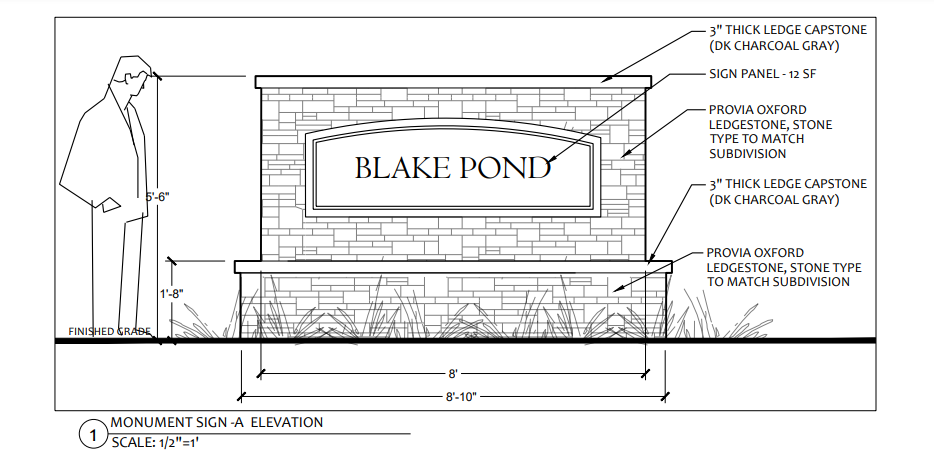 3" THICK LEDGE CAPSTONE
(DK CHARCOAL GRAY)
SIGN PANEL - 12 SF
PROVIA OXFORD
LEDGESTONE, STONE
TYPE TO MATCH
SUBDIVISION
BLAKE POND
3" THICK LEDGE CAPSTONE
(DK CHARCOAL GRAY)
5'-6"
PROVIA OXFORD
LEDGESTONE, STONE TYPE
TO MATCH SUBDIVISION
1'-8"
FINISHED GRADE
8'
8'-10"
1
MONUMENT SIGN -A ELEVATION
SCALE: 1/2"=1'